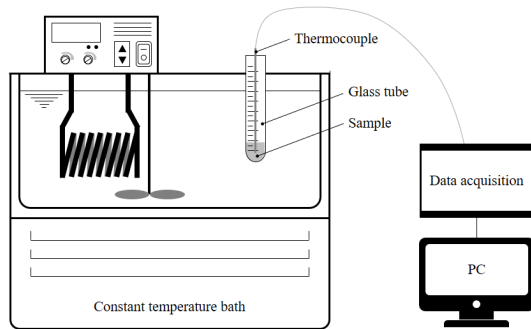 Thermocouple
Glass tube
Sample
Data acquisition
PC
Constant temperature bath